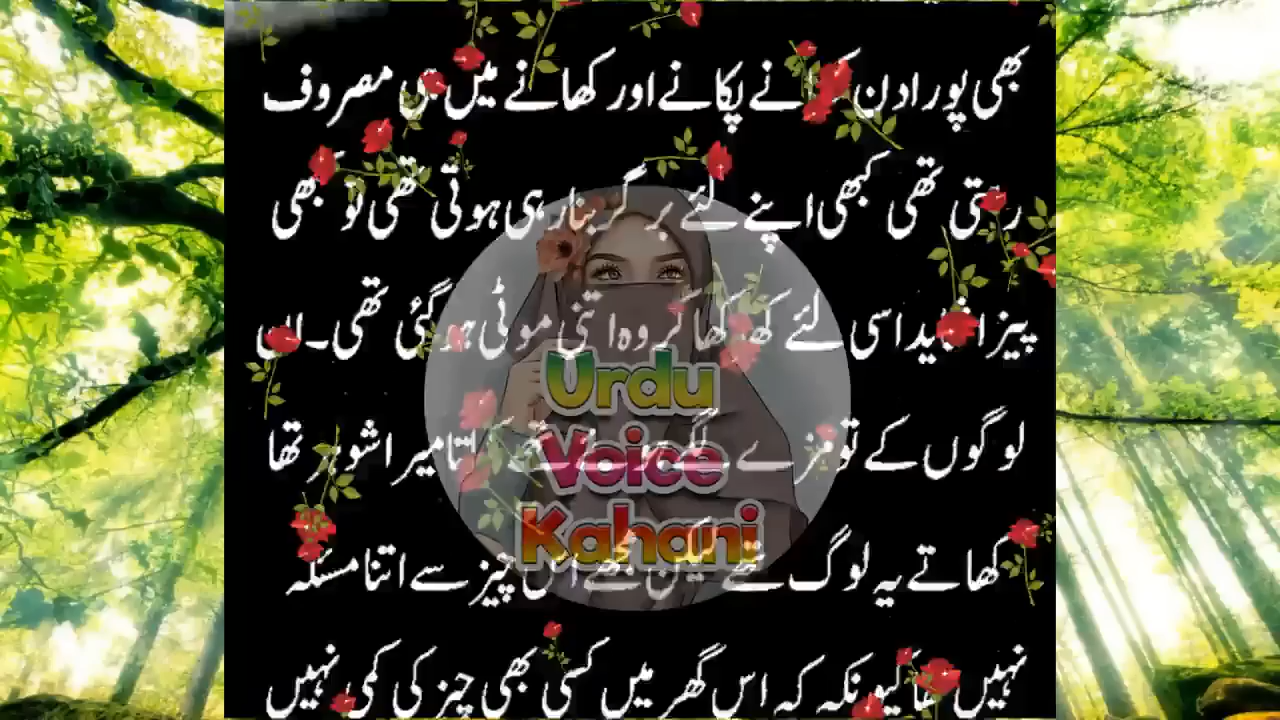 بھی پورا دن نے پکانے اور کھانے میں ہی مصروف
رہتی تھی کبھی اپنے لئے برگر بنا رہی ہوتی تھی تو کبھی
پیزا شاید اسی لئے کھا کھا کر وہ اتنی موٹی ہو گئی تھی۔ان
لوگوں کے تو مزے لگے ہوئے تھے کماتا میرا شوہر تھا
کھاتے یہ لوگ تھے لیکن مجھے اس چیز سے اتنا مسئلہ
نہیں تھا کیونکہ کہ اس گھر میں کسی بھی چیز کی کمی نہیں
Urdu
Voice
Kahani